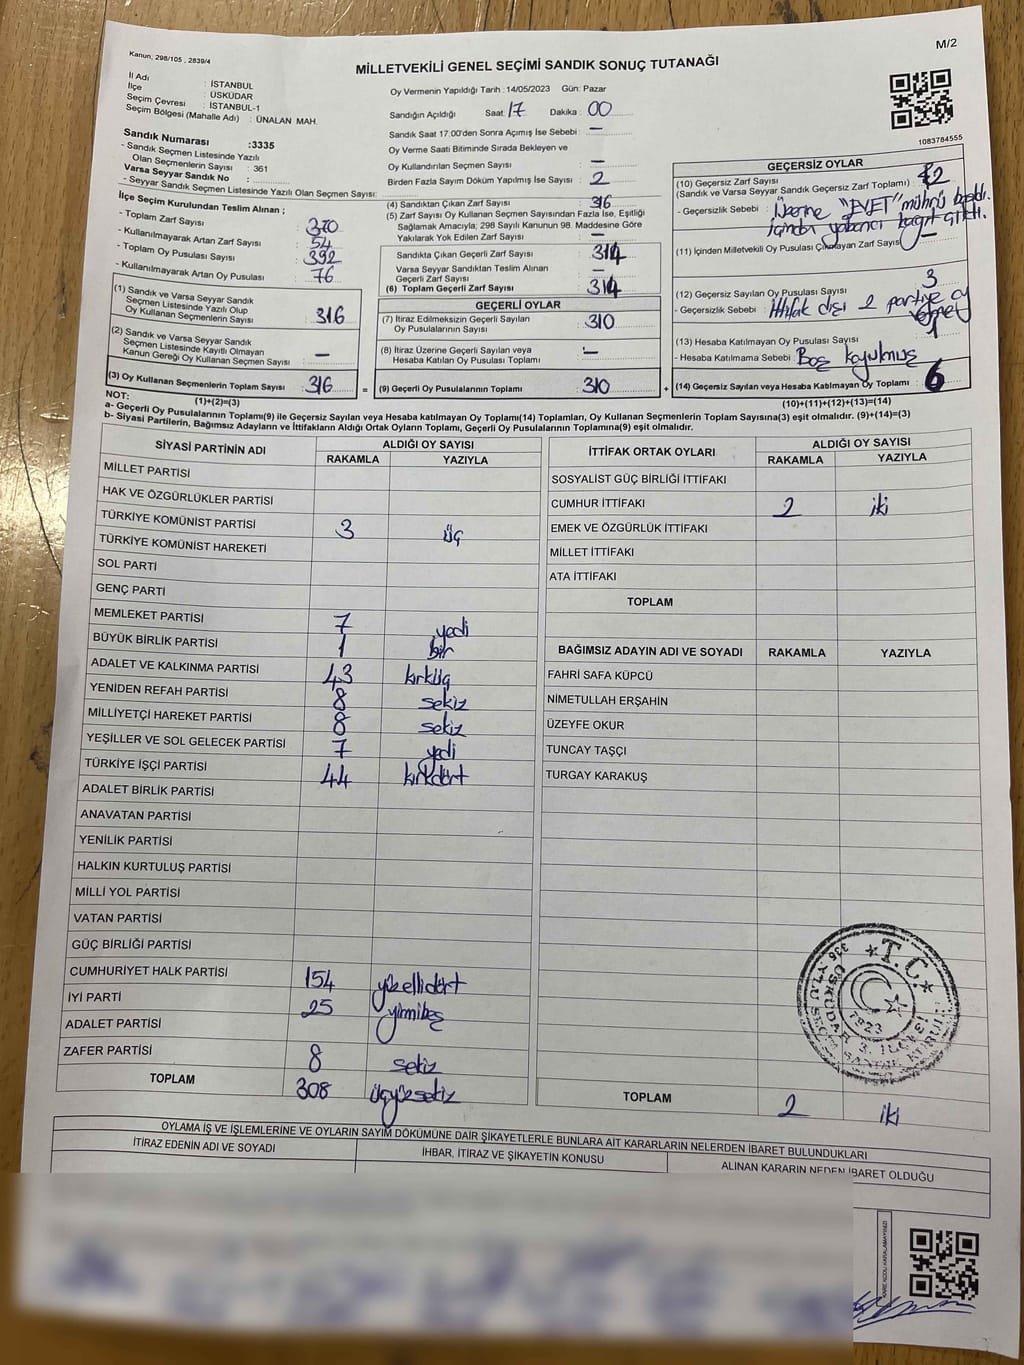 Kanun; 298/105 , 2839/4
M/2
MİLLETVEKİLİ GENEL SEÇİMİ SANDIK SONUÇ TUTANAĞI
İl Adı : İSTANBUL
İlçe : ÜSKÜDAR
Seçim Çevresi : İSTANBUL-1
Seçim Bölgesi (Mahalle Adı) : ÜNALAN MAH.
Oy Vermenin Yapıldığı Tarih : 14/05/2023 Gün: Pazar
Sandığın Açıldığı Saat: 17 Dakika : 00
Sandık Saat 17:00'den Sonra Açımış İse Sebebi : —
Oy Verme Saati Bitiminde Sırada Bekleyen ve
Oy Kullandırılan Seçmen Sayısı : —
Birden Fazla Sayım Döküm Yapılmış İse Sayısı : 2
1083784555
Sandık Numarası :3335
- Sandık Seçmen Listesinde Yazılı
Olan Seçmenlerin Sayısı : 361
Varsa Seyyar Sandık No :
- Seyyar Sandık Seçmen Listesinde Yazılı Olan Seçmen Sayısı:
İlçe Seçim Kurulundan Teslim Alınan ;
- Toplam Zarf Sayısı : 370
- Kullanılmayarak Artan Zarf Sayısı : 54
- Toplam Oy Pusulası Sayısı : 392
- Kullanılmayarak Artan Oy Pusulası : 76
(1) Sandık ve Varsa Seyyar Sandık
Seçmen Listesinde Yazılı Olup
Oy Kullanan Seçmenlerin Sayısı : 316
(2) Sandık ve Varsa Seyyar Sandık
Seçmen Listesinde Kayıtlı Olmayan
Kanun Gereği Oy Kullanan Seçmen Sayısı : —
(3) Oy Kullanan Seçmenlerin Toplam Sayısı : 316
(1)+(2)=(3)
(4) Sandıktan Çıkan Zarf Sayısı : 316
(5) Zarf Sayısı Oy Kullanan Seçmen Sayısından Fazla İse, Eşitliği
Sağlamak Amacıyla; 298 Sayılı Kanunun 98. Maddesine Göre
Yakılarak Yok Edilen Zarf Sayısı : —
Sandıkta Çıkan Geçerli Zarf Sayısı : 314
Varsa Seyyar Sandıktan Teslim Alınan
Geçerli Zarf Sayısı : —
(6) Toplam Geçerli Zarf Sayısı : 314
GEÇERLİ OYLAR
(7) İtiraz Edilmeksizin Geçerli Sayılan
Oy Pusulalarının Sayısı : 310
(8) İtiraz Üzerine Geçerli Sayılan veya
Hesaba Katılan Oy Pusulası Toplamı : —
= (9) Geçerli Oy Pusulalarının Toplamı : 310
GEÇERSİZ OYLAR
(10) Geçersiz Zarf Sayısı
(Sandık ve Varsa Seyyar Sandık Geçersiz Zarf Toplamı) : 2
- Geçersizlik Sebebi : Üzerine "EVET" mührü basıldı.
İçinden yabancı kağıt çıktı.
(11) İçinden Milletvekili Oy Pusulası Çıkmayan Zarf Sayısı : —
(12) Geçersiz Sayılan Oy Pusulası Sayısı : 3
- Geçersizlik Sebebi : İttifak dışı 2 partiye oy
vermek
(13) Hesaba Katılmayan Oy Pusulası Sayısı : 1
- Hesaba Katılmama Sebebi : Boş koyulmuş
+ (14) Geçersiz Sayılan veya Hesaba Katılmayan Oy Toplamı : 6
(10)+(11)+(12)+(13)=(14)
NOT:
a- Geçerli Oy Pusulalarının Toplamı(9) ile Geçersiz Sayılan veya Hesaba katılmayan Oy Toplamı(14) Toplamları, Oy Kullanan Seçmenlerin Toplam Sayısına(3) eşit olmalıdır. (9)+(14)=(3)
b- Siyasi Partilerin, Bağımsız Adayların ve İttifakların Aldığı Ortak Oyların Toplamı, Geçerli Oy Pusulalarının Toplamına(9) eşit olmalıdır.
SİYASİ PARTİNİN ADI ALDIĞI OY SAYISI
RAKAMLA YAZIYLA
MİLLET PARTİSİ
HAK VE ÖZGÜRLÜKLER PARTİSİ
TÜRKİYE KOMÜNİST PARTİSİ 3 üç
TÜRKİYE KOMÜNİST HAREKETİ
SOL PARTİ
GENÇ PARTİ
MEMLEKET PARTİSİ 7 yedi
BÜYÜK BİRLİK PARTİSİ 1 bir
ADALET VE KALKINMA PARTİSİ 43 kırküç
YENİDEN REFAH PARTİSİ 8 sekiz
MİLLİYETÇİ HAREKET PARTİSİ 8 sekiz
YEŞİLLER VE SOL GELECEK PARTİSİ 7 yedi
TÜRKİYE İŞÇİ PARTİSİ 44 kırkdört
ADALET BİRLİK PARTİSİ
ANAVATAN PARTİSİ
YENİLİK PARTİSİ
HALKIN KURTULUŞ PARTİSİ
MİLLİ YOL PARTİSİ
VATAN PARTİSİ
GÜÇ BİRLİĞİ PARTİSİ
CUMHURİYET HALK PARTİSİ 154 yüzellidört
İYİ PARTİ 25 yirmibeş
ADALET PARTİSİ
ZAFER PARTİSİ 8 sekiz
TOPLAM 308 üçyüzsekiz
İTTİFAK ORTAK OYLARI ALDIĞI OY SAYISI
RAKAMLA YAZIYLA
SOSYALİST GÜÇ BİRLİĞİ İTTİFAKI
CUMHUR İTTİFAKI 2 iki
EMEK VE ÖZGÜRLÜK İTTİFAKI
MİLLET İTTİFAKI
ATA İTTİFAKI
TOPLAM
BAĞIMSIZ ADAYIN ADI VE SOYADI RAKAMLA YAZIYLA
FAHRİ SAFA KÜPCÜ
NİMETULLAH ERŞAHİN
ÜZEYFE OKUR
TUNCAY TAŞÇI
TURGAY KARAKUŞ
T.C.
1923
TOPLAM 2 iki
OYLAMA İŞ VE İŞLEMLERİNE VE OYLARIN SAYIM DÖKÜMÜNE DAİR ŞİKAYETLERLE BUNLARA AİT KARARLARIN NELERDEN İBARET BULUNDUKLARI
İTİRAZ EDENİN ADI VE SOYADI
İHBAR, İTİRAZ VE ŞİKAYETİN KONUSU
ALINAN KARARIN NEDEN İBARET OLDUĞU